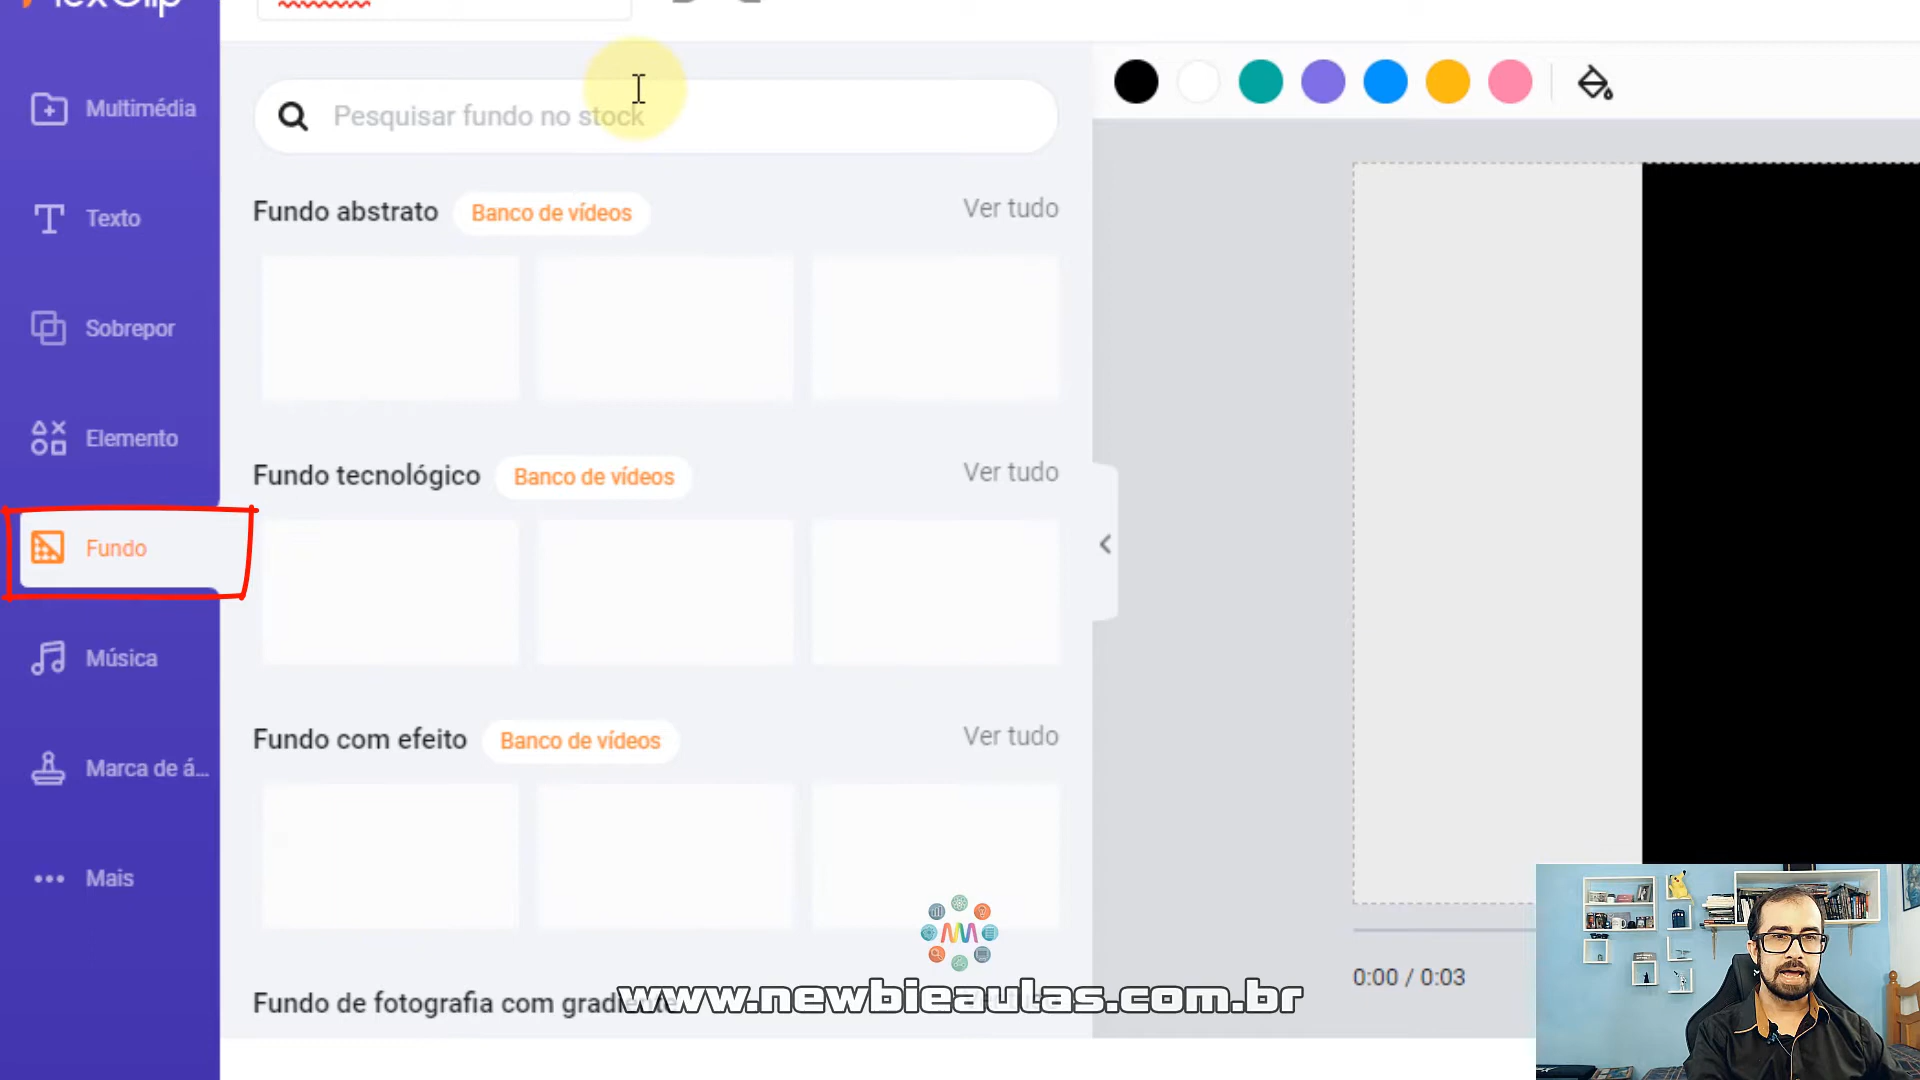 FlexClip
Multimédia
Texto
Sobrepor
Elemento
Fundo
Música
Marca de á...
Mais
Pesquisar fundo no stock
Fundo abstrato
Banco de vídeos
Ver tudo
Fundo tecnológico
Banco de vídeos
Ver tudo
Fundo com efeito
Banco de vídeos
Ver tudo
Fundo de fotografia com gradiente
www.newbieaulas.com.br
0:00 / 0:03